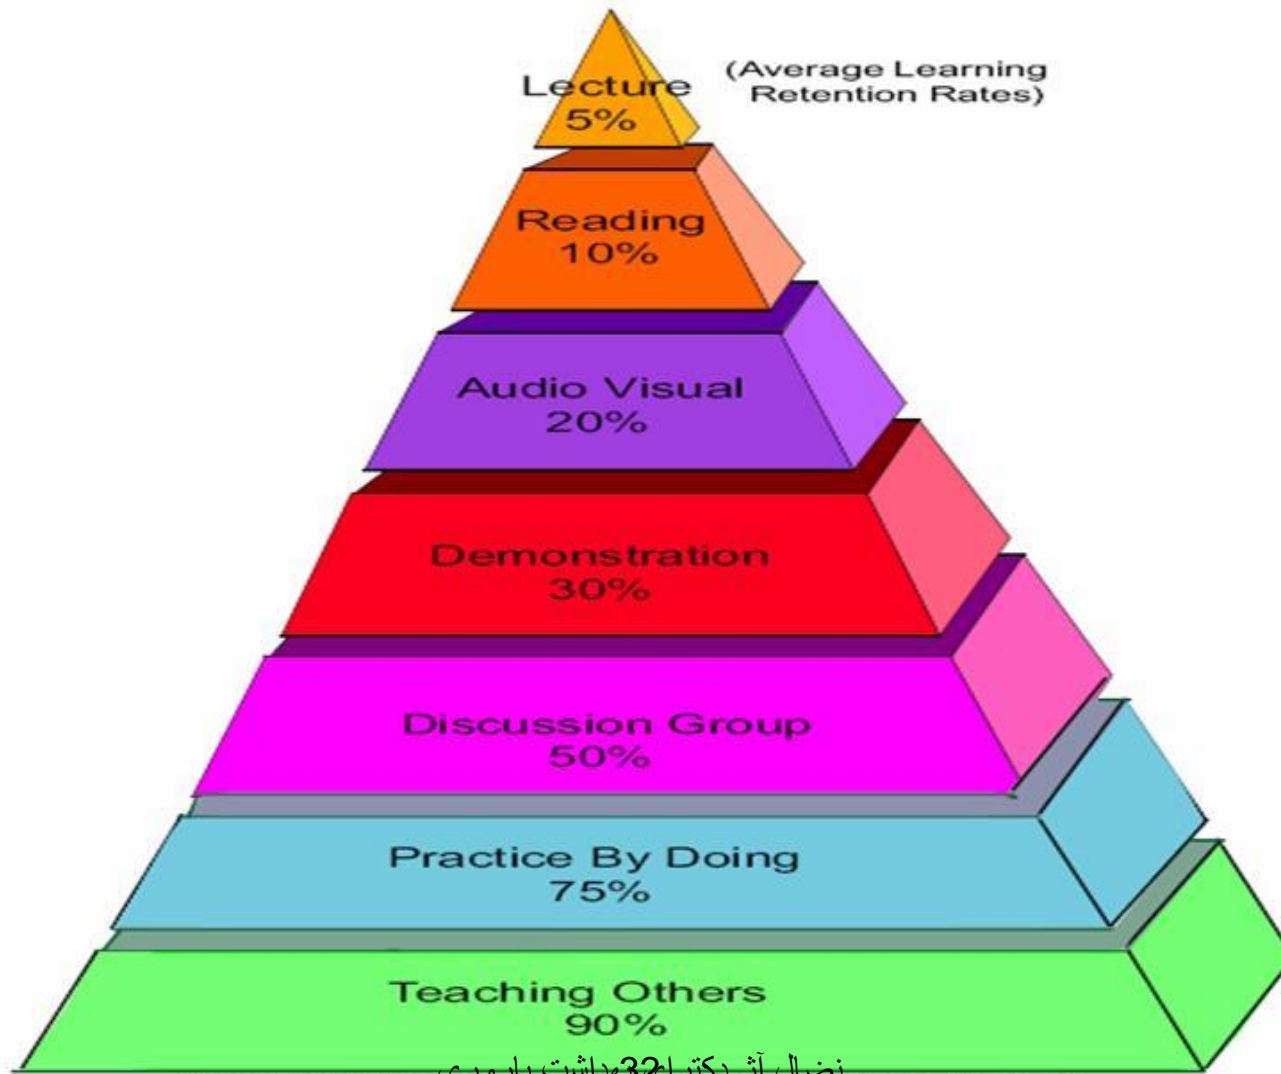 Lecture
5%
(Average Learning
Retention Rates)
Reading
10%
Audio Visual
20%
Demonstration
30%
Discussion Group
50%
Practice By Doing
75%
Teaching Others
90%
32